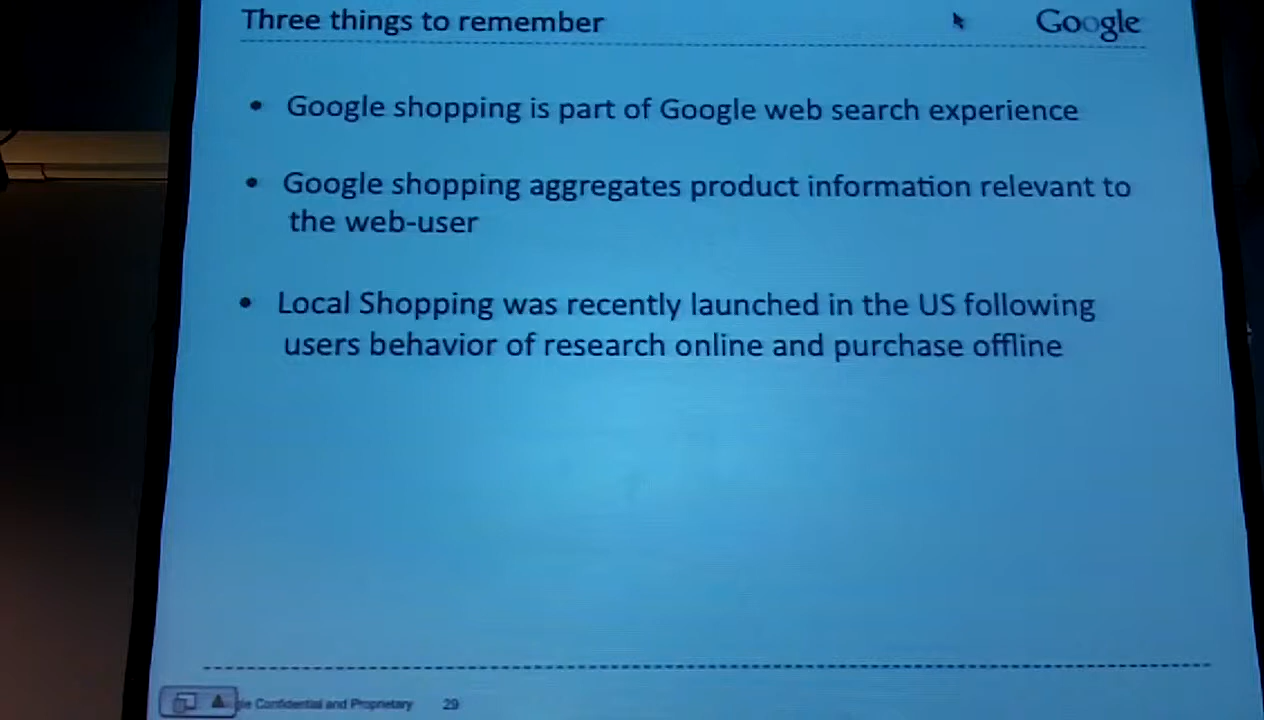 Three things to remember
Google
• Google shopping is part of Google web search experience
• Google shopping aggregates product information relevant to
the web-user
• Local Shopping was recently launched in the US following
users behavior of research online and purchase offline
Confidential and Proprietary 29